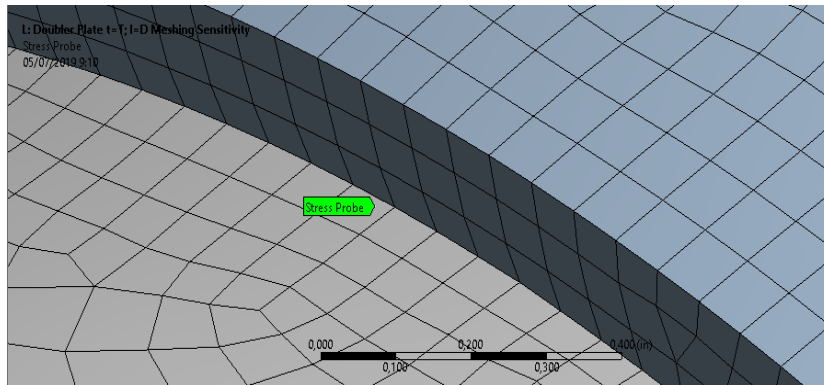 L: Doubler Plate t=T; l=D Meshing Sensitivity
Stress Probe
05/07/2019 9:10
Stress Probe
0,000 0,200 0,400 (in)
0,100 0,300